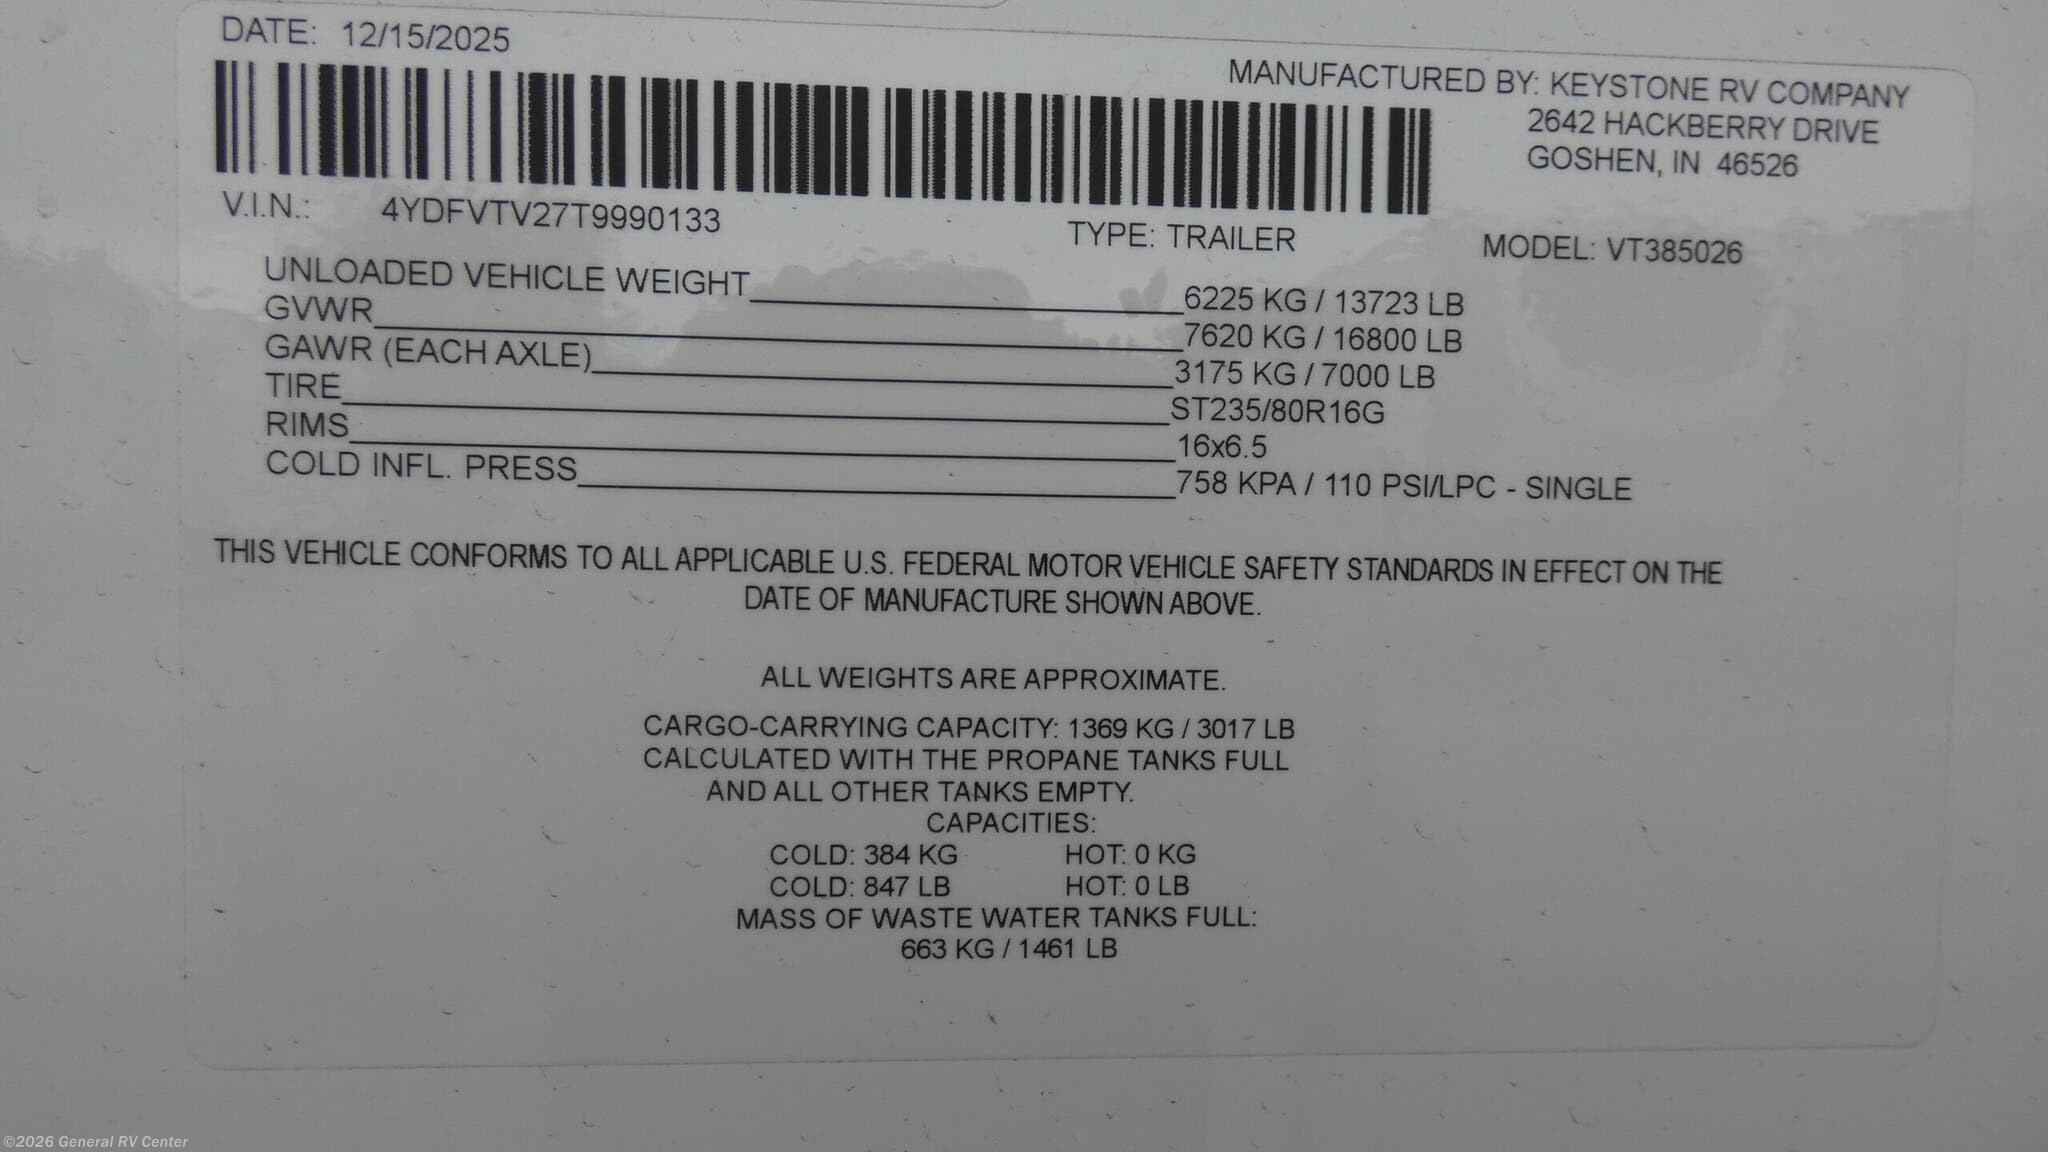 DATE: 12/15/2025
MANUFACTURED BY: KEYSTONE RV COMPANY
2642 HACKBERRY DRIVE
GOSHEN, IN 46526
V.I.N.: 4YDFVTV27T9990133
TYPE: TRAILER
MODEL: VT385026
UNLOADED VEHICLE WEIGHT 6225 KG / 13723 LB
GVWR 7620 KG / 16800 LB
GAWR (EACH AXLE) 3175 KG / 7000 LB
TIRE ST235/80R16G
RIMS 16x6.5
COLD INFL. PRESS 758 KPA / 110 PSI/LPC - SINGLE
THIS VEHICLE CONFORMS TO ALL APPLICABLE U.S. FEDERAL MOTOR VEHICLE SAFETY STANDARDS IN EFFECT ON THE
DATE OF MANUFACTURE SHOWN ABOVE.
ALL WEIGHTS ARE APPROXIMATE.
CARGO-CARRYING CAPACITY: 1369 KG / 3017 LB
CALCULATED WITH THE PROPANE TANKS FULL
AND ALL OTHER TANKS EMPTY.
CAPACITIES:
COLD: 384 KG HOT: 0 KG
COLD: 847 LB HOT: 0 LB
MASS OF WASTE WATER TANKS FULL:
663 KG / 1461 LB
©2026 General RV Center